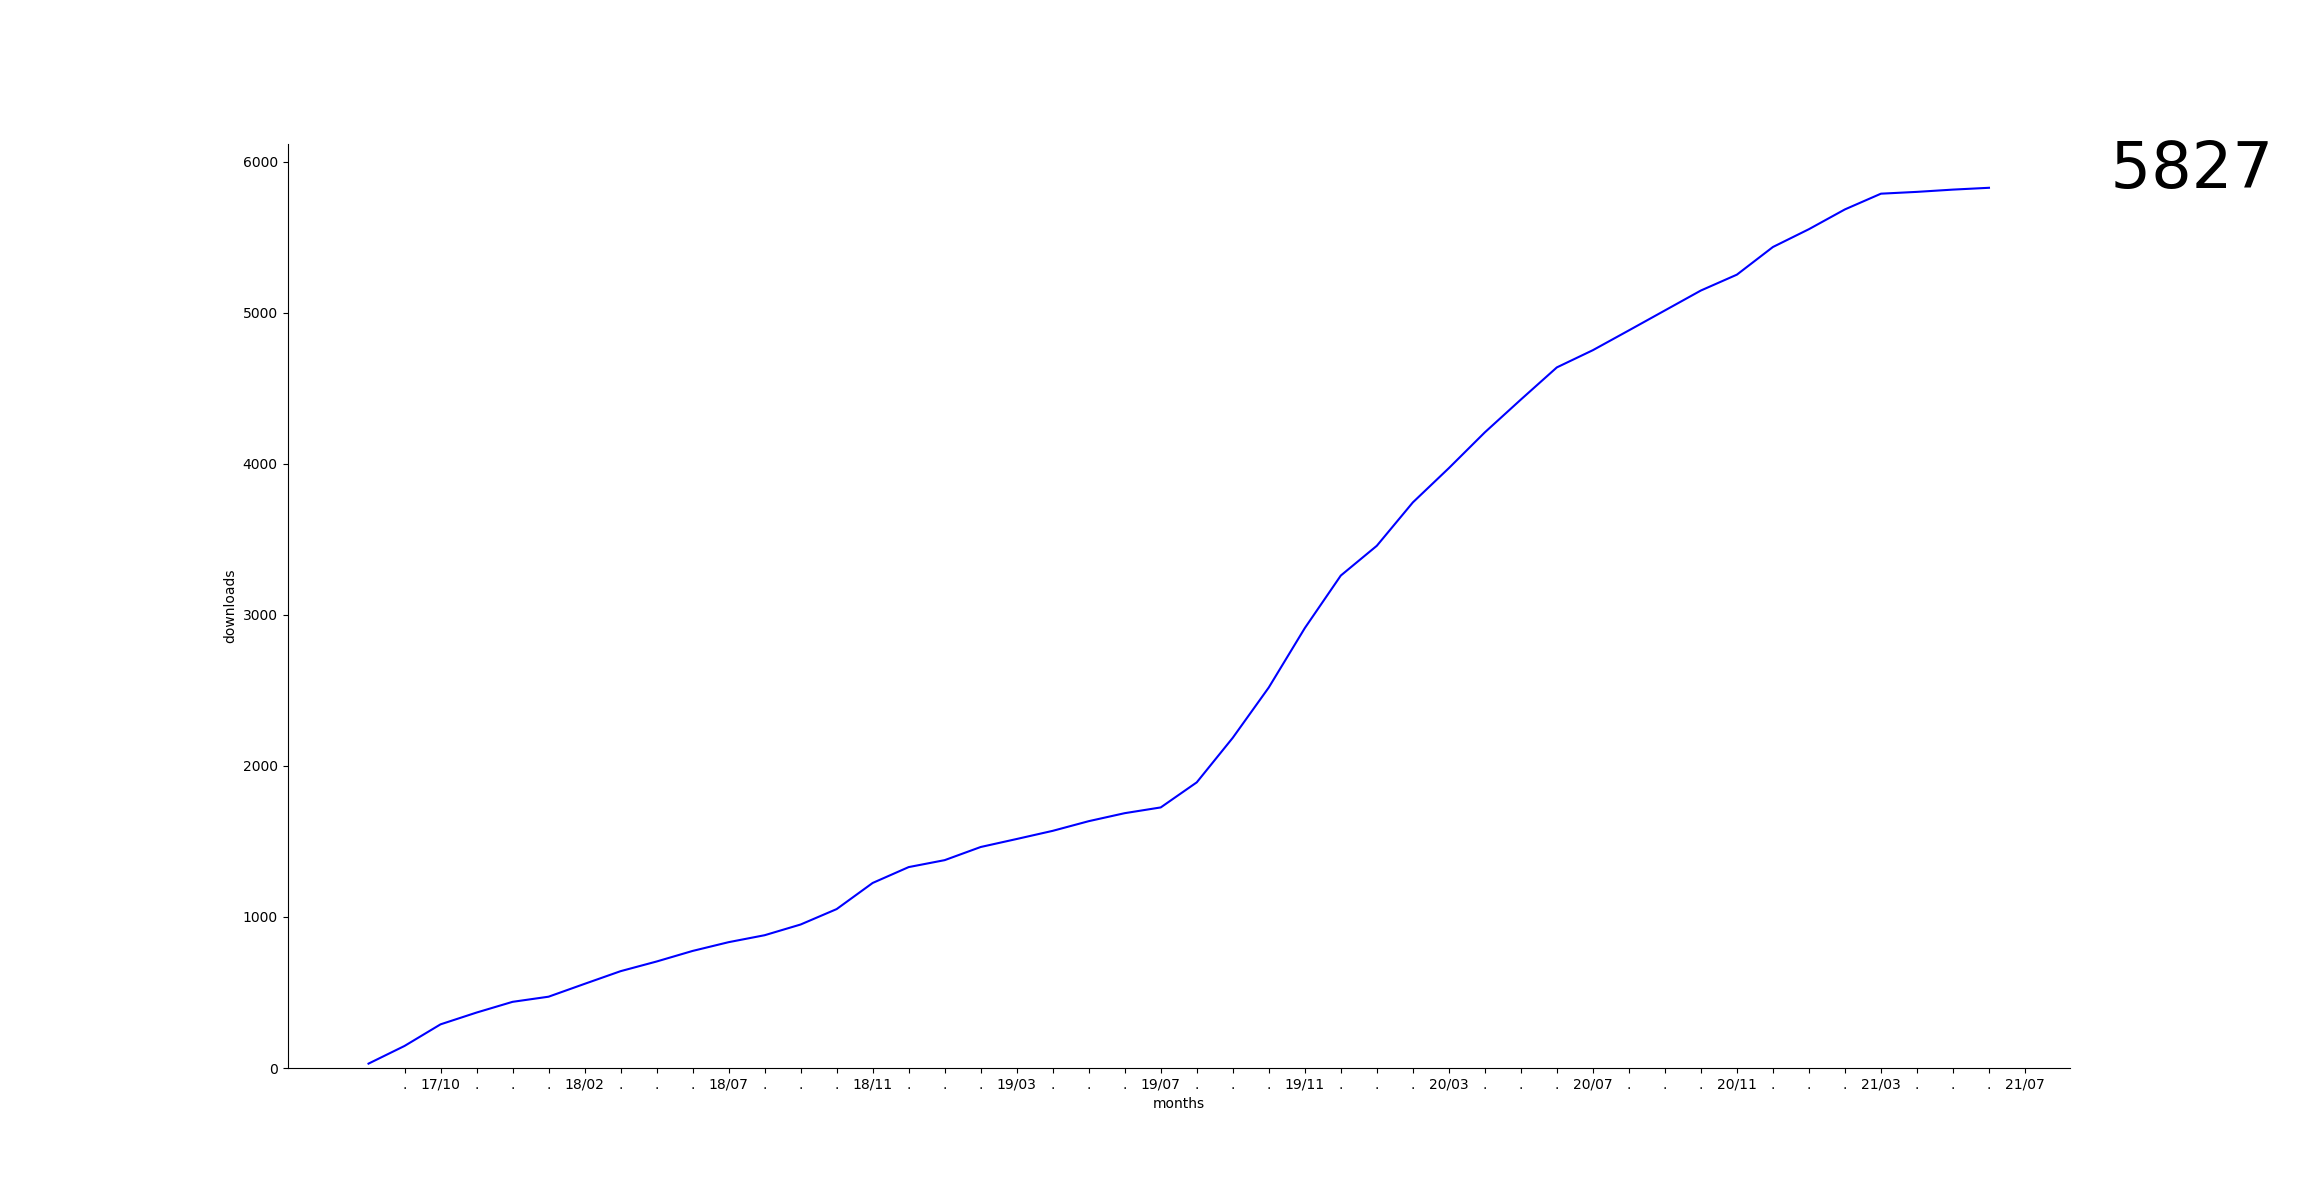 5827
6000
5000
4000
3000
2000
1000
0
downloads
. 17/10 . . . 18/02 . . . 18/07 . . . 18/11 . . . 19/03 . . . 19/07 . . . 19/11 . . . 20/03 . . . 20/07 . . . 20/11 . . . 21/03 . . . 21/07
months